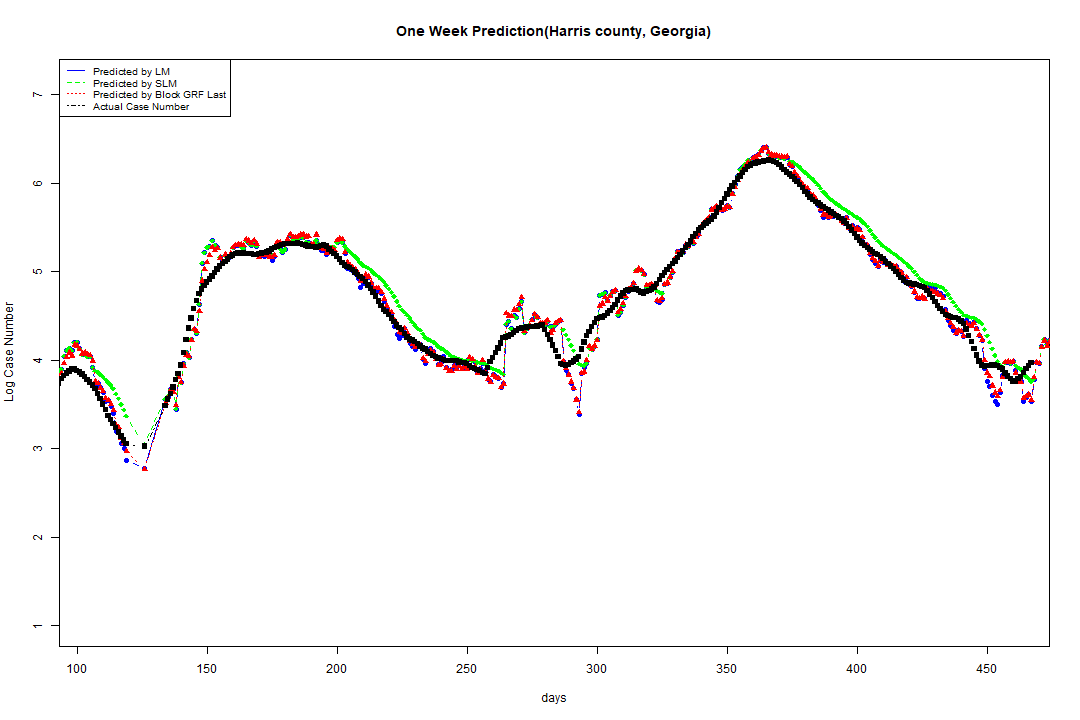 One Week Prediction(Harris county, Georgia)
Predicted by LM
Predicted by SLM
Predicted by Block GRF Last
Actual Case Number
Log Case Number
7
6
5
4
3
2
1
100 150 200 250 300 350 400 450
days